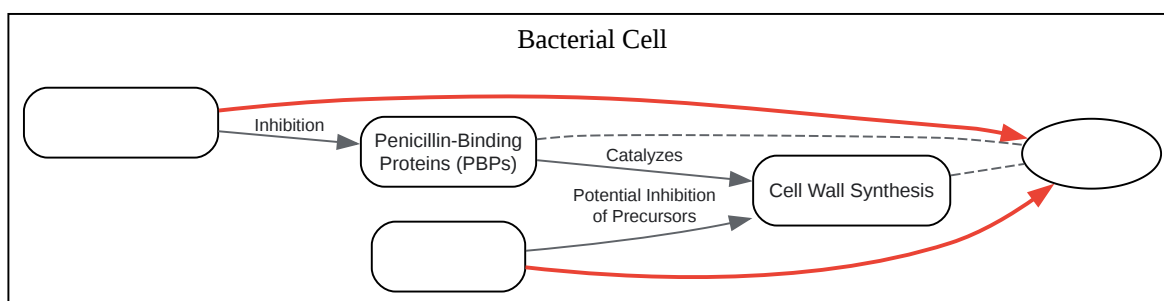 Bacterial Cell
Inhibition
Penicillin-Binding
Proteins (PBPs)
Catalyzes
Potential Inhibition
of Precursors
Cell Wall Synthesis